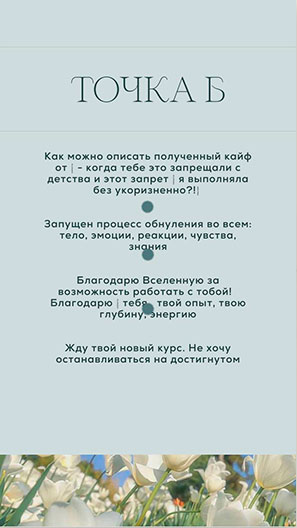 ТОЧКА Б
Как можно описать полученный кайф
от - когда тебе это запрещали с
детства и этот запрет я выполняла
без укоризненно?!
Запущен процесс обнуления во всем:
тело, эмоции, реакции, чувства,
знания
Благодарю Вселенную за
возможность работать с тобой!
Благодарю тебя, твой опыт, твою
глубину, энергию
Жду твой новый курс. Не хочу
останавливаться на достигнутом